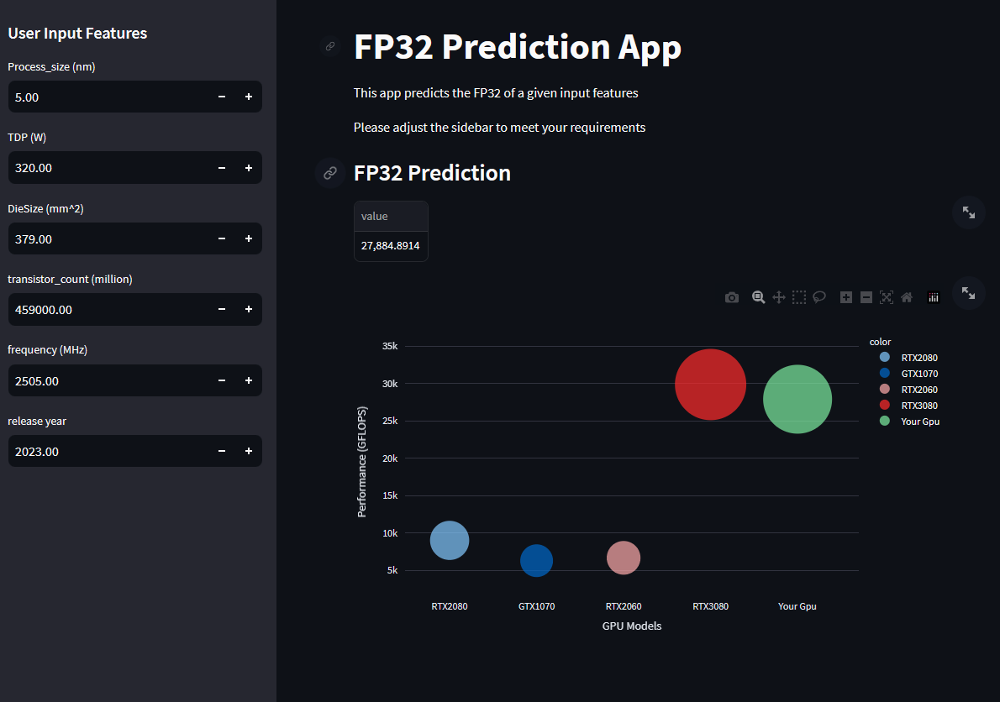 User Input Features
Process_size (nm)
5.00
TDP (W)
320.00
DieSize (mm^2)
379.00
transistor_count (million)
459000.00
frequency (MHz)
2505.00
release year
2023.00
FP32 Prediction App
This app predicts the FP32 of a given input features
Please adjust the sidebar to meet your requirements
FP32 Prediction
value
27,884.8914
35k
30k
25k
20k
15k
10k
5k
Performance (GFLOPS)
RTX2080
GTX1070
RTX2060
RTX3080
Your Gpu
GPU Models
color
RTX2080
GTX1070
RTX2060
RTX3080
Your Gpu